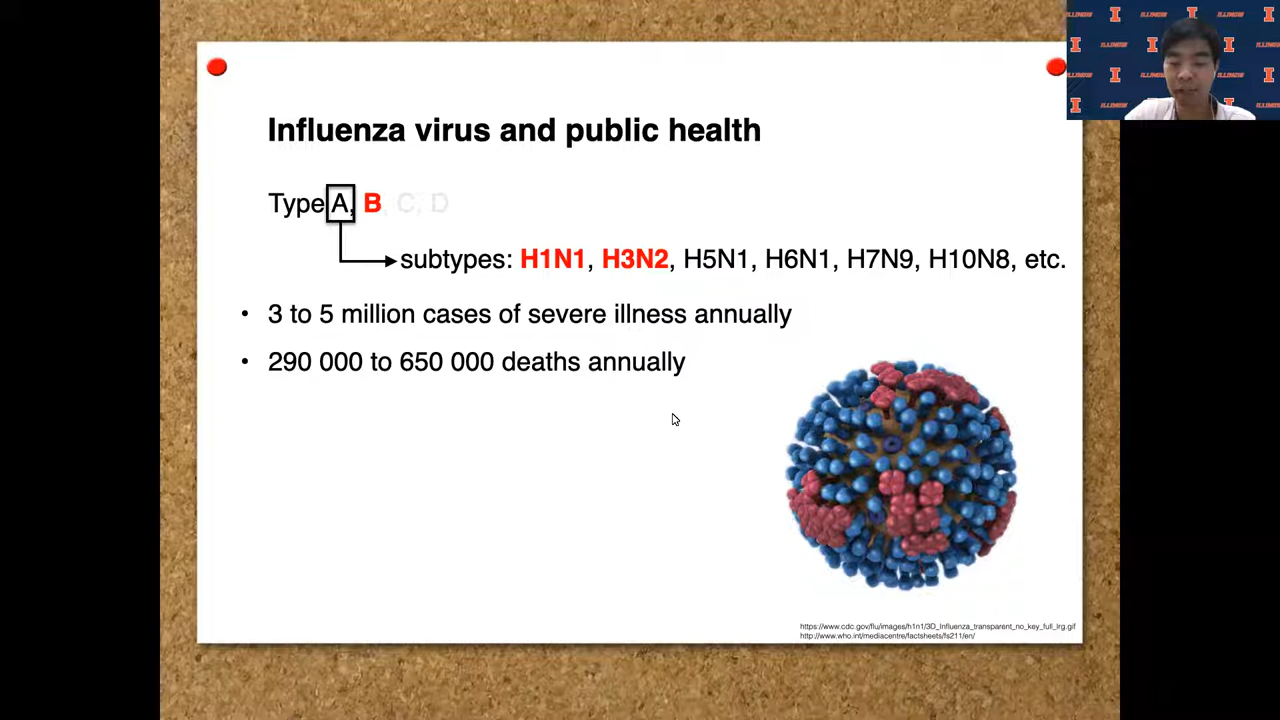 ILLINOIS
Influenza virus and public health
Type A, B, C, D
subtypes: H1N1, H3N2, H5N1, H6N1, H7N9, H10N8, etc.
• 3 to 5 million cases of severe illness annually
• 290 000 to 650 000 deaths annually
https://www.cdc.gov/flu/images/h1n1/3D_Influenza_transparent_no_key_full_lrg.gif
http://www.who.int/mediacentre/factsheets/fs211/en/